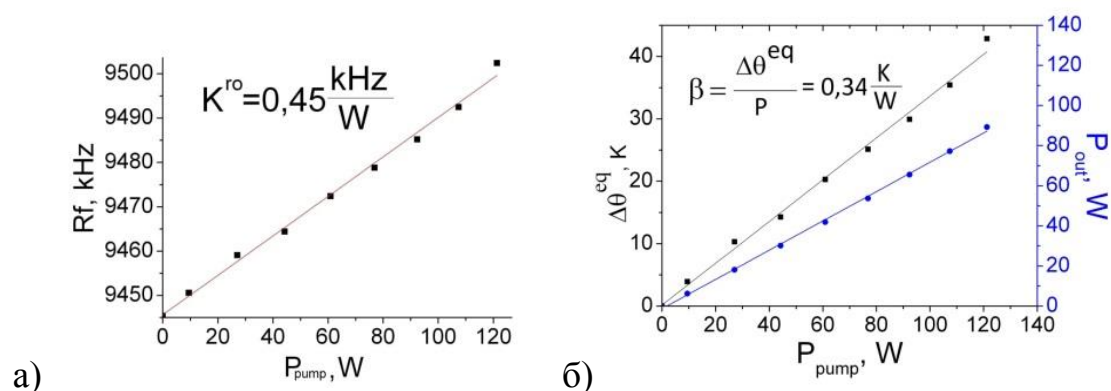 9500
9490
9480
9470
9460
9450
Rf, kHz
K^ro=0,45 kHz/W
0 20 40 60 80 100 120
P_pump, W
а)
40
30
20
10
0
Δθ^eq, K
β = Δθ^eq/P = 0,34 K/W
140
120
100
80
60
40
20
0
P_out, W
0 20 40 60 80 100 120 140
P_pump, W
б)